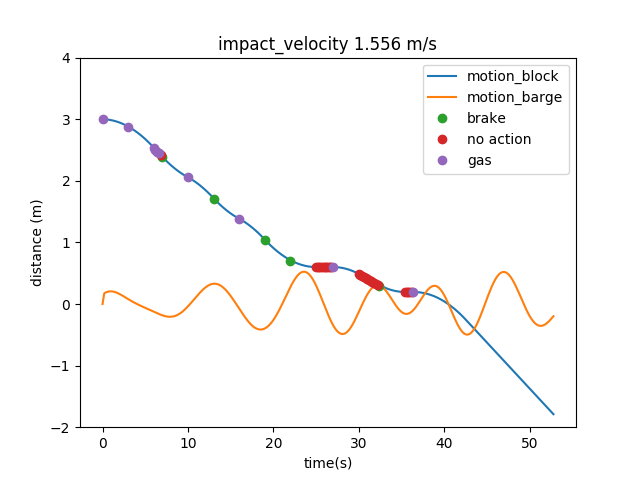 impact_velocity 1.556 m/s
motion_block
motion_barge
brake
no action
gas
distance (m)
4
3
2
1
0
−1
−2
0
10
20
30
40
50
time(s)